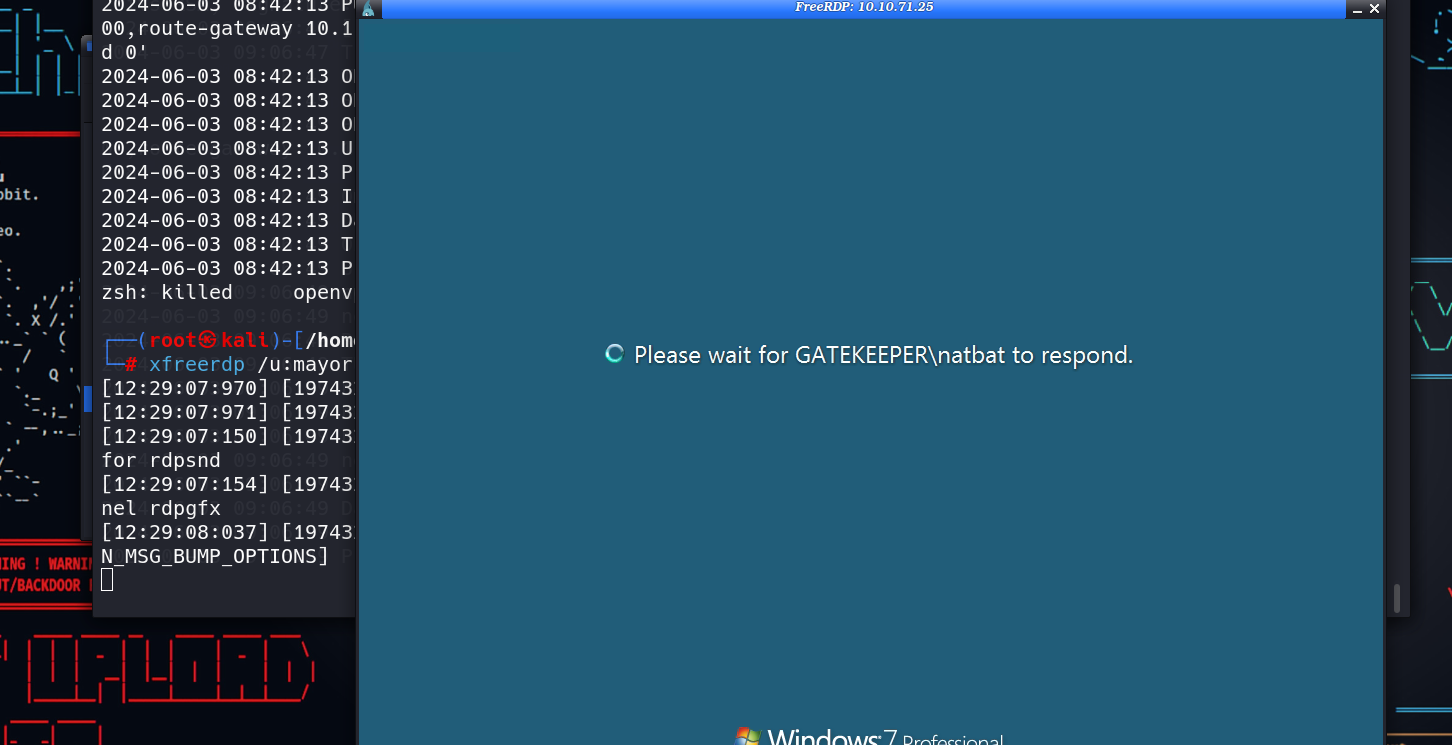 2024-06-03 08:42:13 P
FreeRDP: 10.10.71.25
00,route-gateway 10.1
d 0'
2024-06-03 08:42:13 O
2024-06-03 08:42:13 O
2024-06-03 08:42:13 O
2024-06-03 08:42:13 U
2024-06-03 08:42:13 P
2024-06-03 08:42:13 I
2024-06-03 08:42:13 D
2024-06-03 08:42:13 T
2024-06-03 08:42:13 P
zsh: killed openv
┌──(root㉿kali)-[/hom
└─# xfreerdp /u:mayor
[12:29:07:970] [19743
[12:29:07:971] [19743
[12:29:07:150] [19743
for rdpsnd
[12:29:07:154] [19743
nel rdpgfx
[12:29:08:037] [19743
N_MSG_BUMP_OPTIONS]
Please wait for GATEKEEPER\natbat to respond.
Windows 7 Professional
obit.
eo.
NING ! WARNIN
UT/BACKDOOR !
UPLOAD